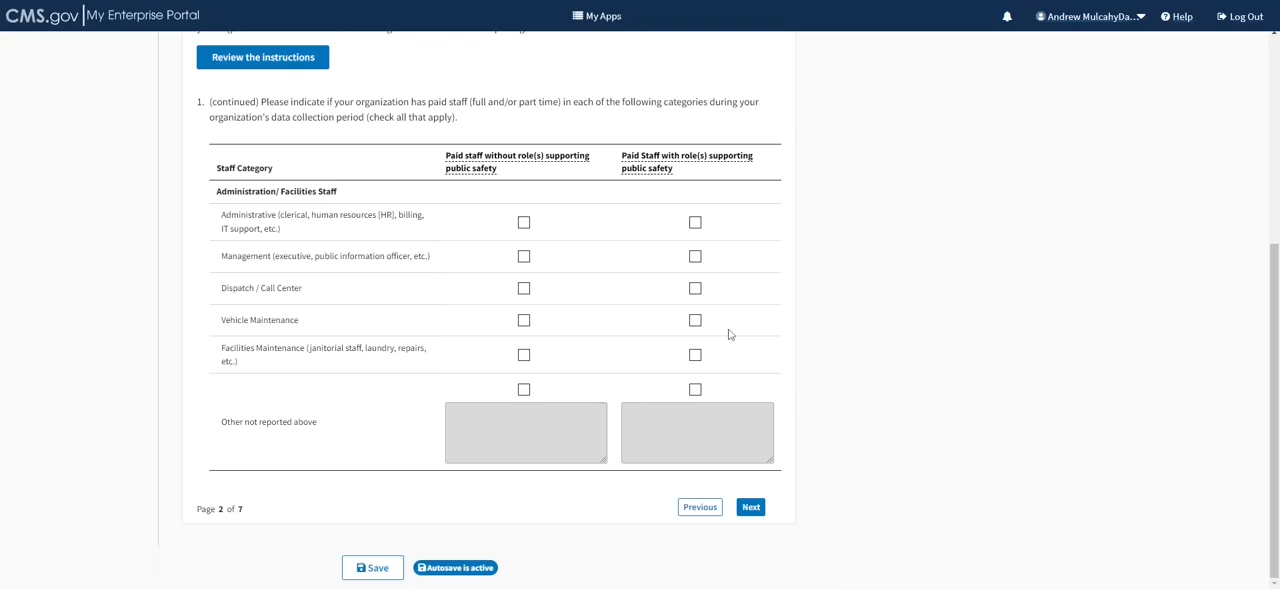 CMS.gov My Enterprise Portal
My Apps
Andrew MulcahyDa...
Help
Log Out
Review the instructions
1. (continued) Please indicate if your organization has paid staff (full and/or part time) in each of the following categories during your
organization's data collection period (check all that apply).
Staff Category
Paid staff without role(s) supporting
public safety
Paid Staff with role(s) supporting
public safety
Administration/ Facilities Staff
Administrative (clerical, human resources [HR], billing,
IT support, etc.)
Management (executive, public information officer, etc.)
Dispatch / Call Center
Vehicle Maintenance
Facilities Maintenance (janitorial staff, laundry, repairs,
etc.)
Other not reported above
Page 2 of 7
Previous
Next
Save
Autosave is active